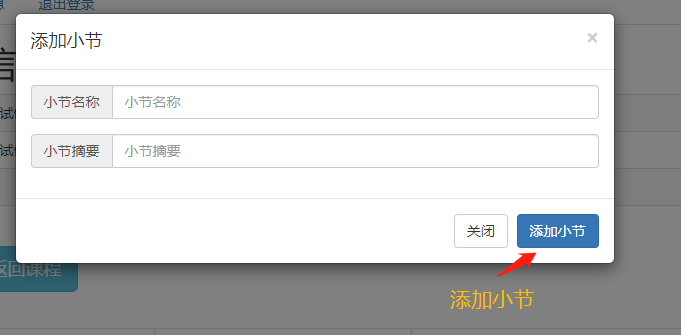 退出登录
添加小节 ×
小节名称 小节名称
小节摘要 小节摘要
关闭 添加小节
返回课程
添加小节